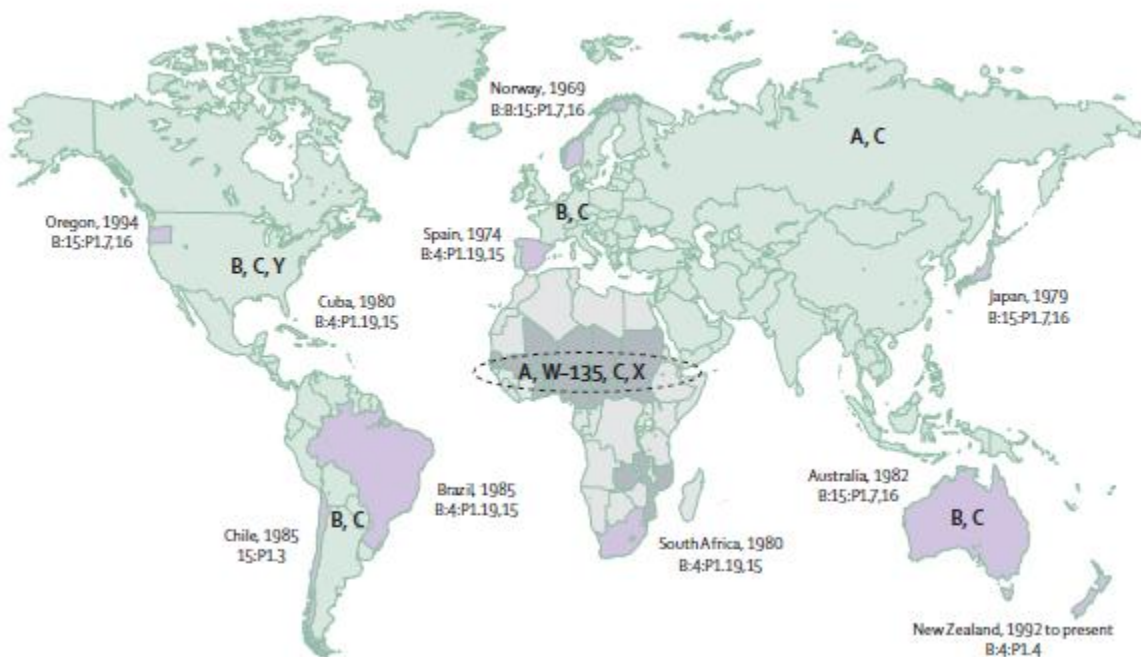 Norway, 1969
B:B:15:P1.7,16
A, C
Oregon, 1994
B:15:P1.7,16
B, C
Spain, 1974
B:4:P1.19,15
B, C, Y
Cuba, 1980
B:4:P1.19,15
Japan, 1979
B:15:P1.7,16
A, W–135, C, X
Australia, 1982
B:15:P1.7,16
Brazil, 1985
B:4:P1.19,15
B, C
B, C
Chile, 1985
15:P1.3
South Africa, 1980
B:4:P1.19,15
New Zealand, 1992 to present
B:4:P1.4